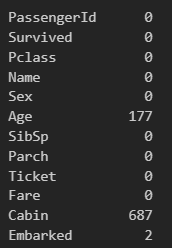 PassengerId 0
Survived 0
Pclass 0
Name 0
Sex 0
Age 177
SibSp 0
Parch 0
Ticket 0
Fare 0
Cabin 687
Embarked 2